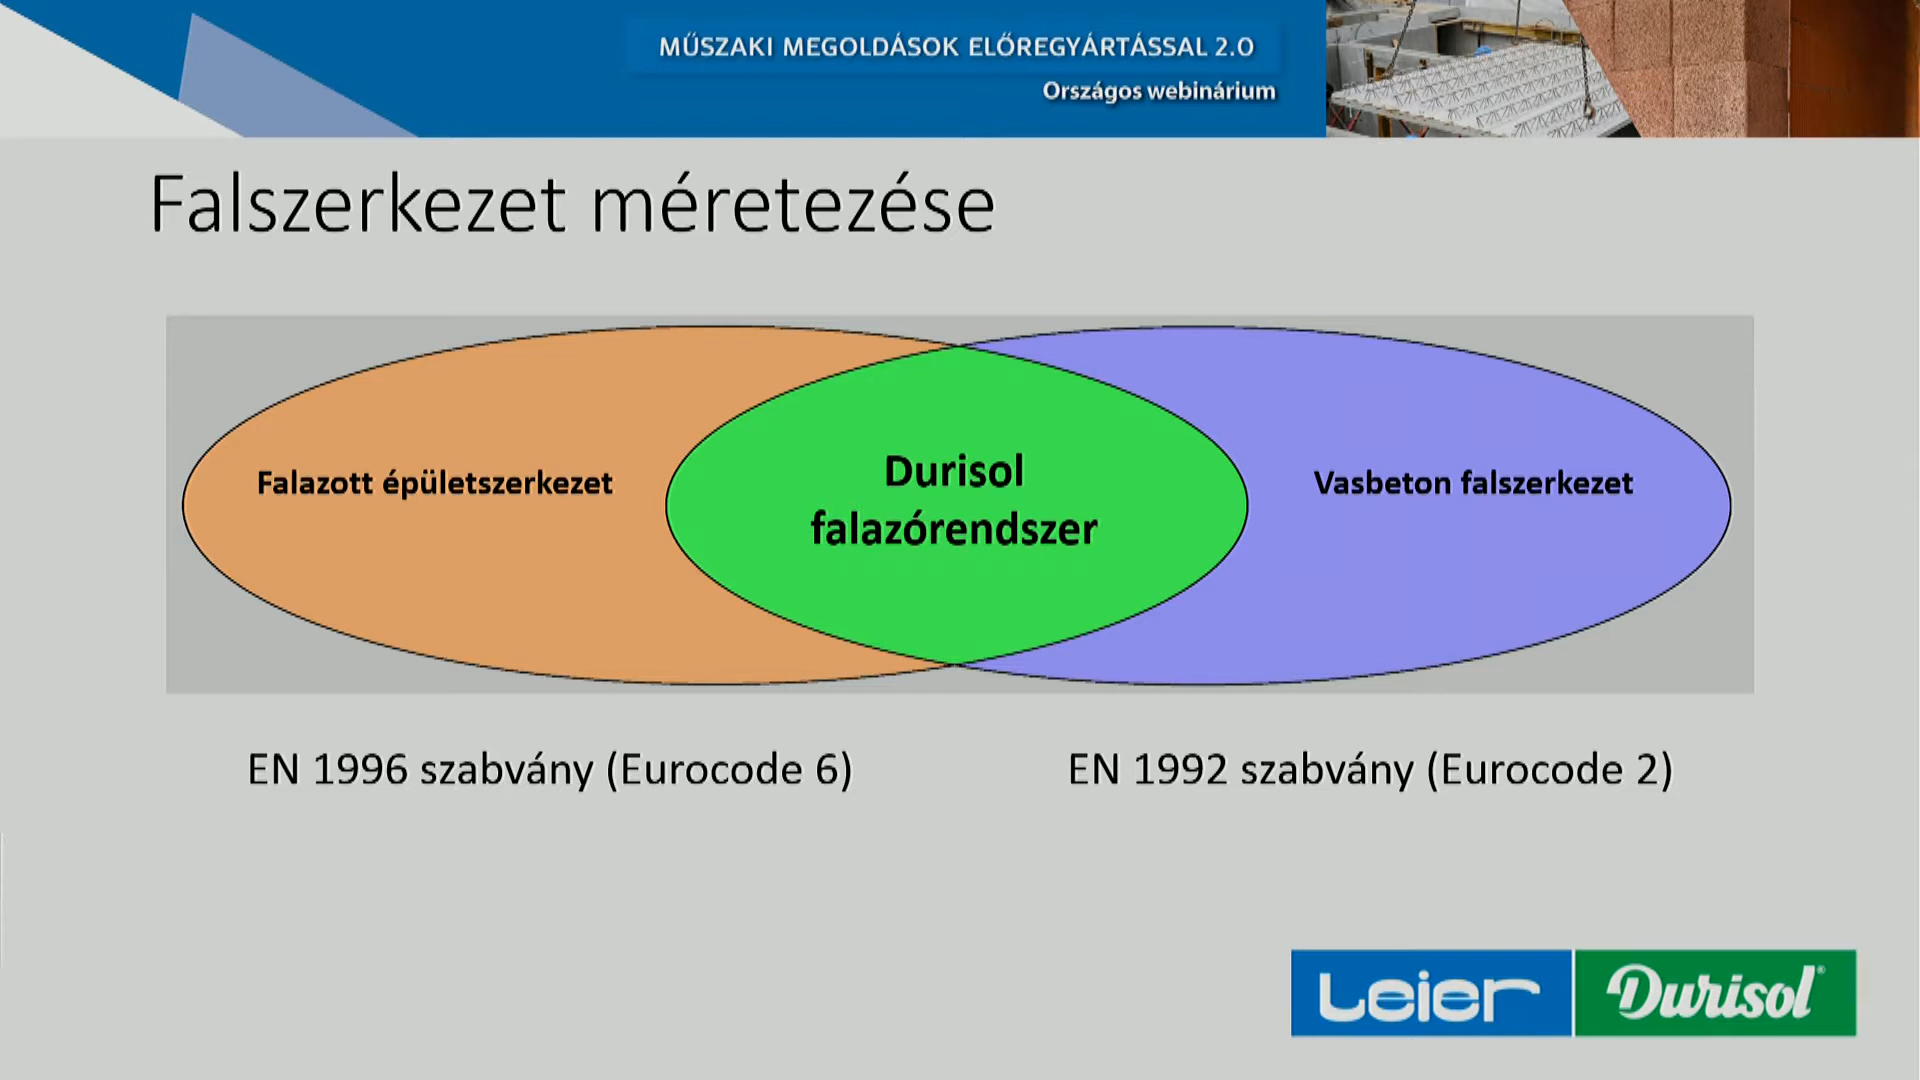 MŰSZAKI MEGOLDÁSOK ELŐREGYÁRTÁSSAL 2.0
Országos webinárium
Falszerkezet méretezése
Falazott épületszerkezet
Durisol
falazórendszer
Vasbeton falszerkezet
EN 1996 szabvány (Eurocode 6)
EN 1992 szabvány (Eurocode 2)
Leier
Durisol®